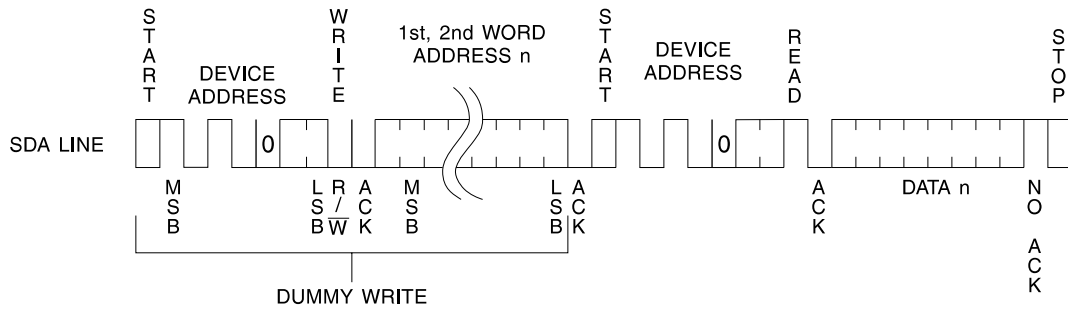 START
WRITE
1st, 2nd WORD
ADDRESS n
START
READ
STOP
DEVICE
ADDRESS
DEVICE
ADDRESS
SDA LINE
0
0
MSB
LSB
R/W̅
ACK
MSB
LSB
ACK
ACK
DATA n
NO ACK
DUMMY WRITE